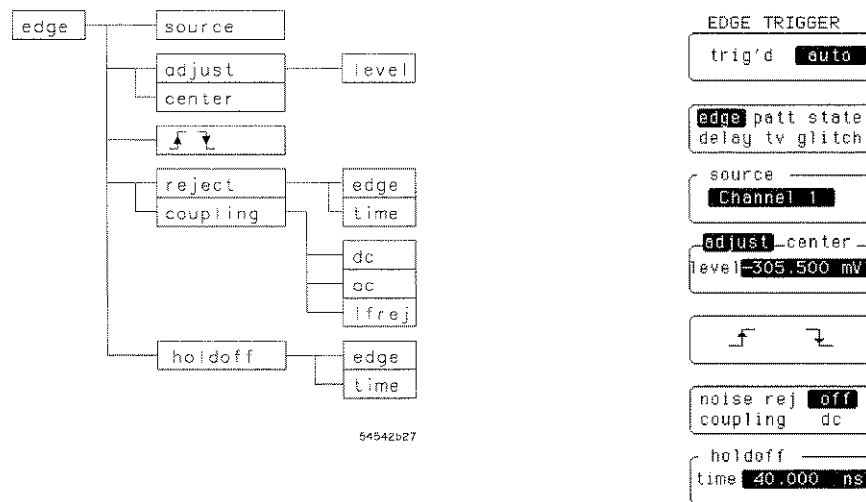 edge
source
adjust
level
center
reject
edge
coupling
time
dc
ac
lfrej
holdoff
edge
time
54542b27
EDGE TRIGGER
trig'd auto
edge patt state
delay tv glitch
source
Channel 1
adjust center
level -305.500 mV
noise rej off
coupling dc
holdoff
time 40.000 ns